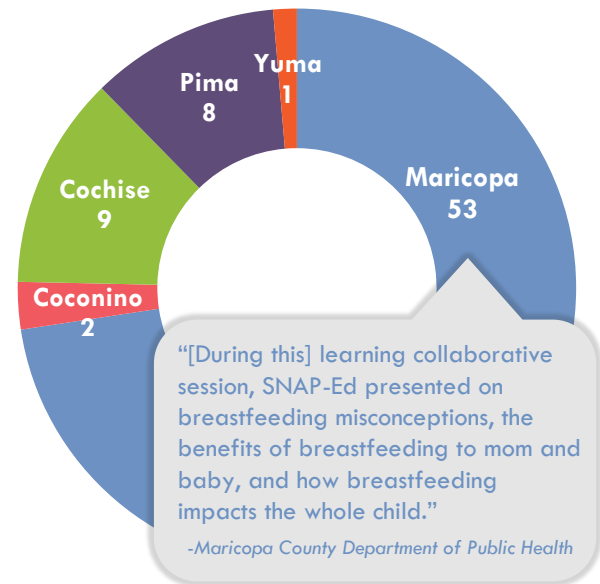 Yuma
1
Pima
8
Maricopa
53
Cochise
9
Coconino
2
“[During this] learning collaborative
session, SNAP-Ed presented on
breastfeeding misconceptions, the
benefits of breastfeeding to mom and
baby, and how breastfeeding
impacts the whole child.”
-Maricopa County Department of Public Health